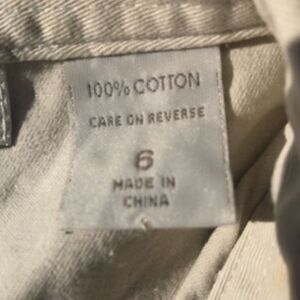 100% COTTON
CARE ON REVERSE
6
MADE IN
CHINA